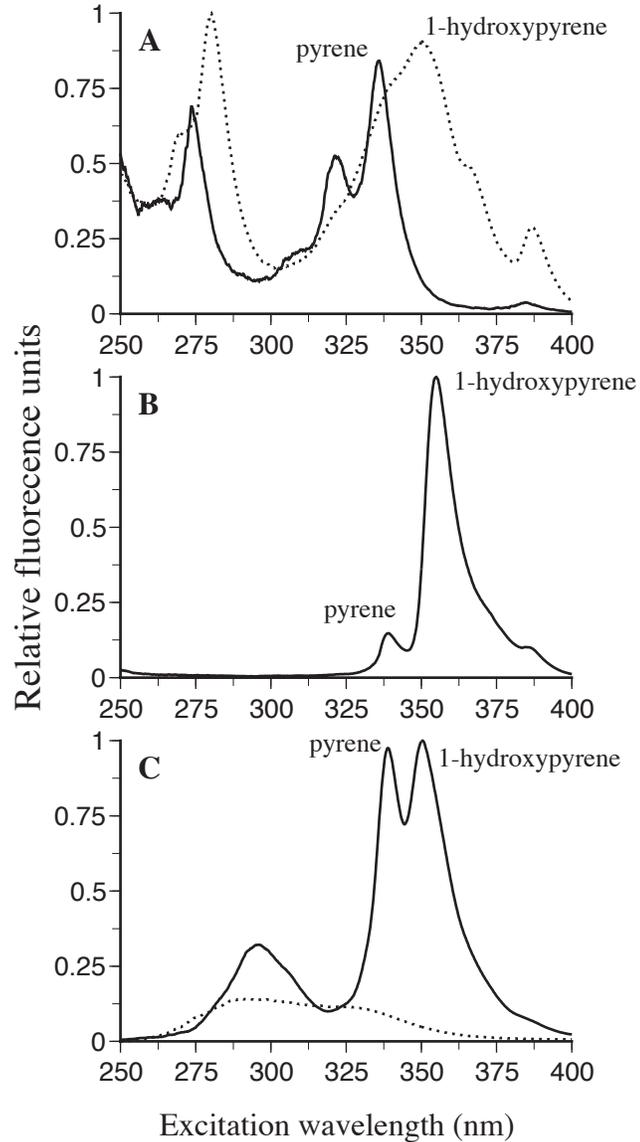 A
pyrene
1-hydroxypyrene
1
0.75
0.5
0.25
0
250 275 300 325 350 375 400
B
1-hydroxypyrene
pyrene
1
0.75
0.5
0.25
0
250 275 300 325 350 375 400
C
pyrene
1-hydroxypyrene
1
0.75
0.5
0.25
0
250 275 300 325 350 375 400
Relative fluorecence units
Excitation wavelength (nm)